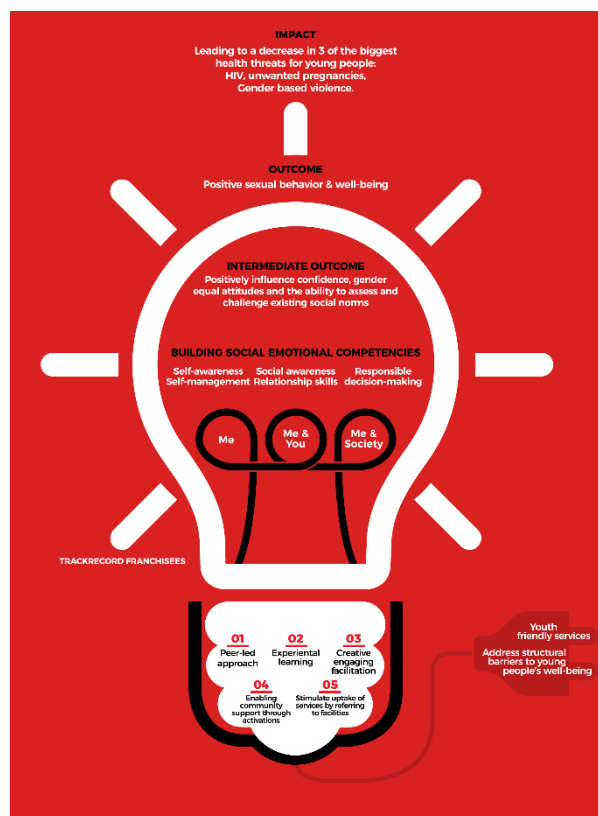 IMPACT
Leading to a decrease in 3 of the biggest
health threats for young people:
HIV, unwanted pregnancies,
Gender based violence.
OUTCOME
Positive sexual behavior & well-being
INTERMEDIATE OUTCOME
Positively influence confidence, gender
equal attitudes and the ability to assess and
challenge existing social norms
BUILDING SOCIAL EMOTIONAL COMPETENCIES
Self-awareness
Self-management
Social awareness
Relationship skills
Responsible
decision-making
Me
Me &
You
Me &
Society
TRACKRECORD FRANCHISEES
01
Peer-led
approach
02
Experiental
learning
03
Creative
engaging
facilitation
04
Enabling
community
support through
activations
05
Stimulate uptake of
services by referring
to facilities
Youth
friendly services
Address structural
barriers to young
people's well-being